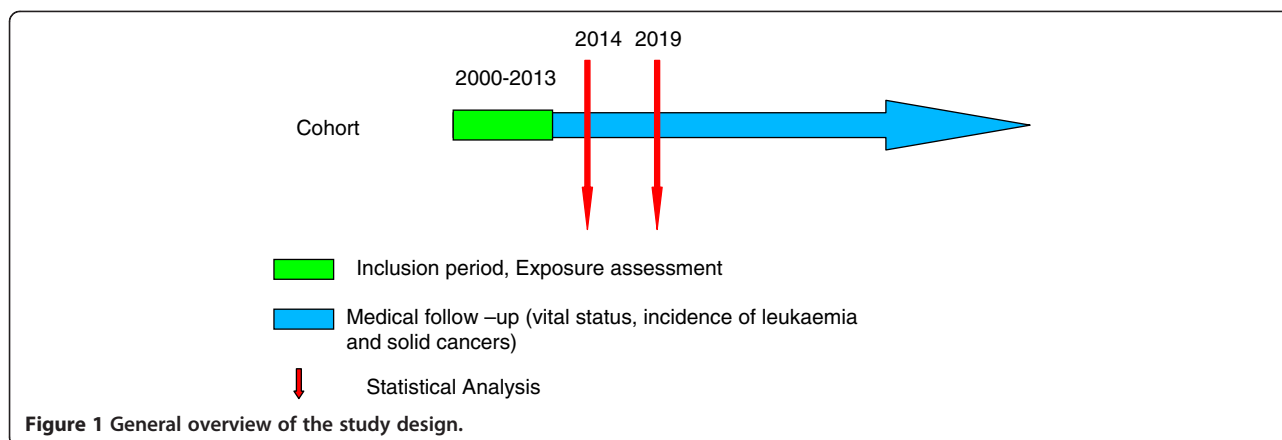 2014 2019
2000-2013
Cohort
Inclusion period, Exposure assessment
Medical follow –up (vital status, incidence of leukaemia
and solid cancers)
Statistical Analysis
Figure 1 General overview of the study design.